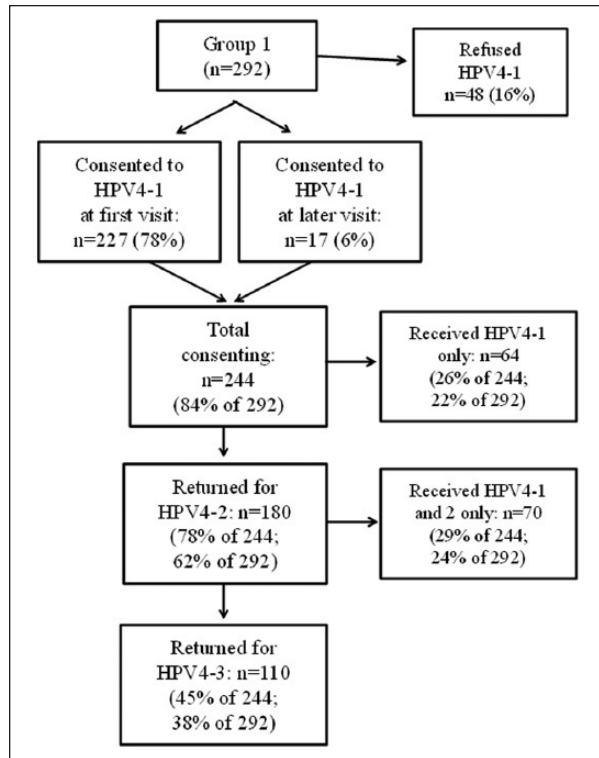 Group 1
(n=292)
Refused
HPV4-1
n=48 (16%)
Consented to
HPV4-1
at first visit:
n=227 (78%)
Consented to
HPV4-1
at later visit:
n=17 (6%)
Total
consenting:
n=244
(84% of 292)
Received HPV4-1
only: n=64
(26% of 244;
22% of 292)
Returned for
HPV4-2: n=180
(78% of 244;
62% of 292)
Received HPV4-1
and 2 only: n=70
(29% of 244;
24% of 292)
Returned for
HPV4-3: n=110
(45% of 244;
38% of 292)